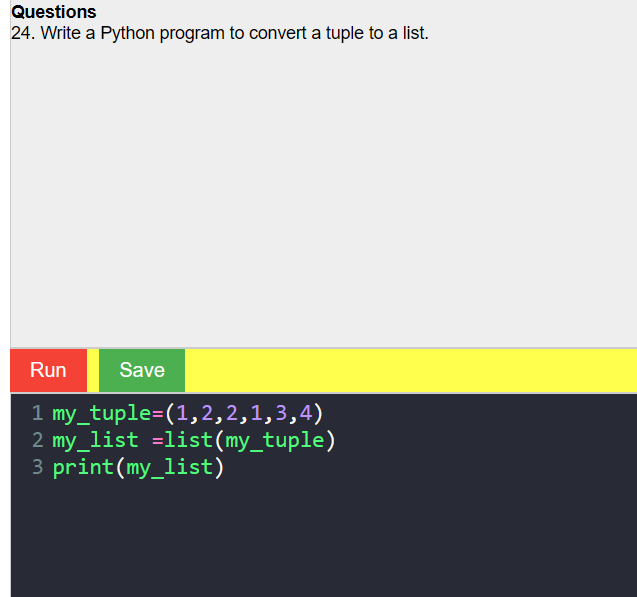 Questions
24. Write a Python program to convert a tuple to a list.
Run Save
1 my_tuple=(1,2,2,1,3,4)
2 my_list =list(my_tuple)
3 print(my_list)